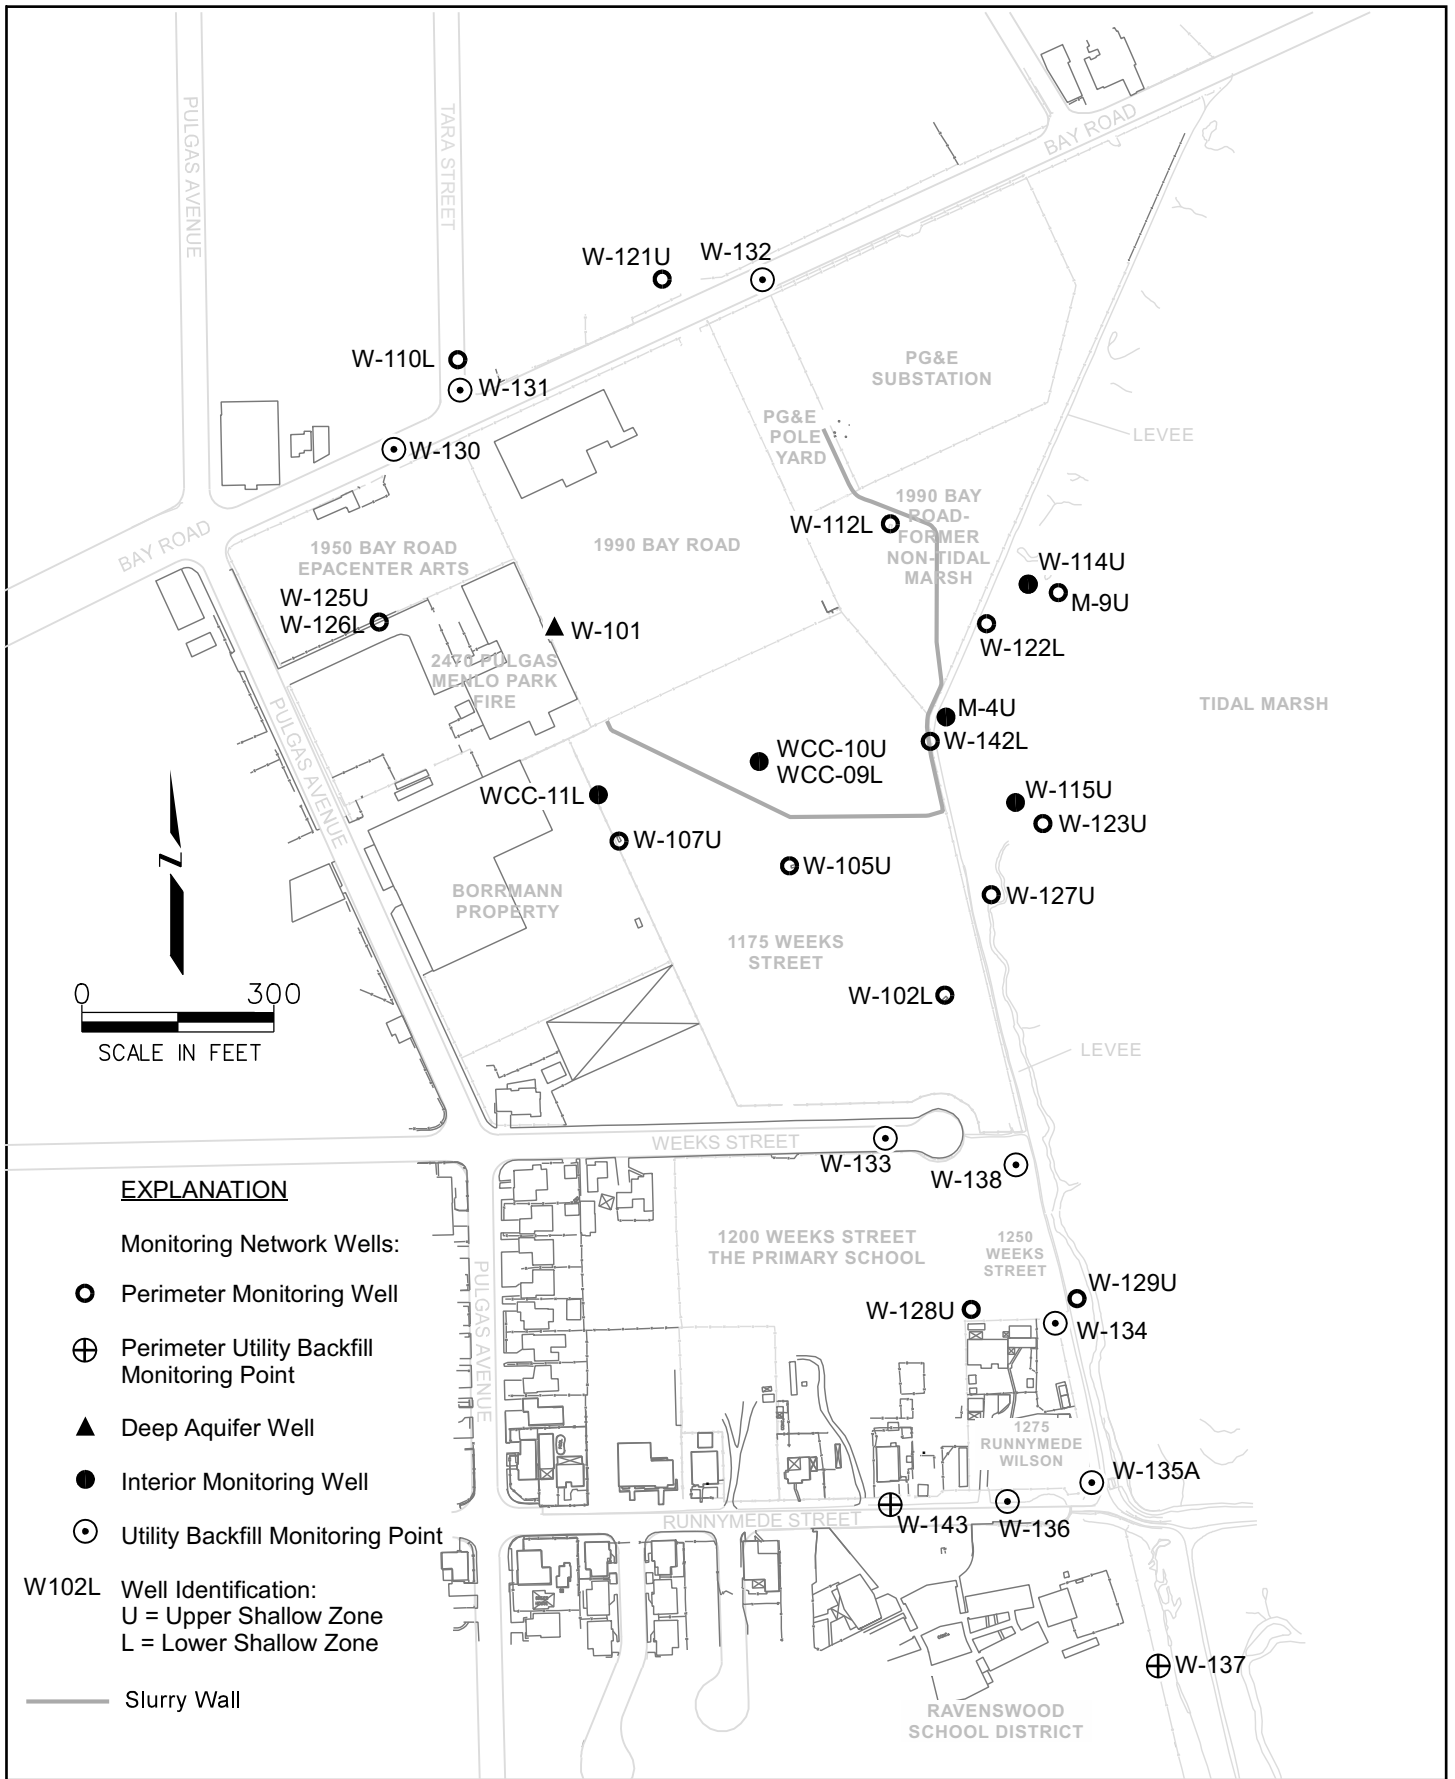 PULGAS AVENUE
TARA STREET
BAY ROAD
W-121U
W-132
PG&E
SUBSTATION
W-110L
W-131
PG&E
POLE
YARD
LEVEE
W-130
1990 BAY
ROAD-
FORMER
NON-TIDAL
MARSH
W-112L
BAY ROAD
1950 BAY ROAD
EPACENTER ARTS
1990 BAY ROAD
W-114U
M-9U
W-125U
W-126L
W-101
W-122L
2470 PULGAS
MENLO PARK
FIRE
TIDAL MARSH
PULGAS AVENUE
M-4U
W-142L
WCC-10U
WCC-09L
WCC-11L
W-115U
W-123U
W-107U
W-105U
BORRMANN
PROPERTY
W-127U
1175 WEEKS
STREET
W-102L
Z
0 300
SCALE IN FEET
LEVEE
WEEKS STREET
W-133
W-138
EXPLANATION
Monitoring Network Wells:
Perimeter Monitoring Well
Perimeter Utility Backfill
Monitoring Point
Deep Aquifer Well
Interior Monitoring Well
Utility Backfill Monitoring Point
W102L Well Identification:
U = Upper Shallow Zone
L = Lower Shallow Zone
Slurry Wall
1200 WEEKS STREET
THE PRIMARY SCHOOL
1250
WEEKS
STREET
PULGAS AVENUE
W-129U
W-128U
W-134
1275
RUNNYMEDE
WILSON
W-135A
RUNNYMEDE STREET
W-143
W-136
W-137
RAVENSWOOD
SCHOOL DISTRICT